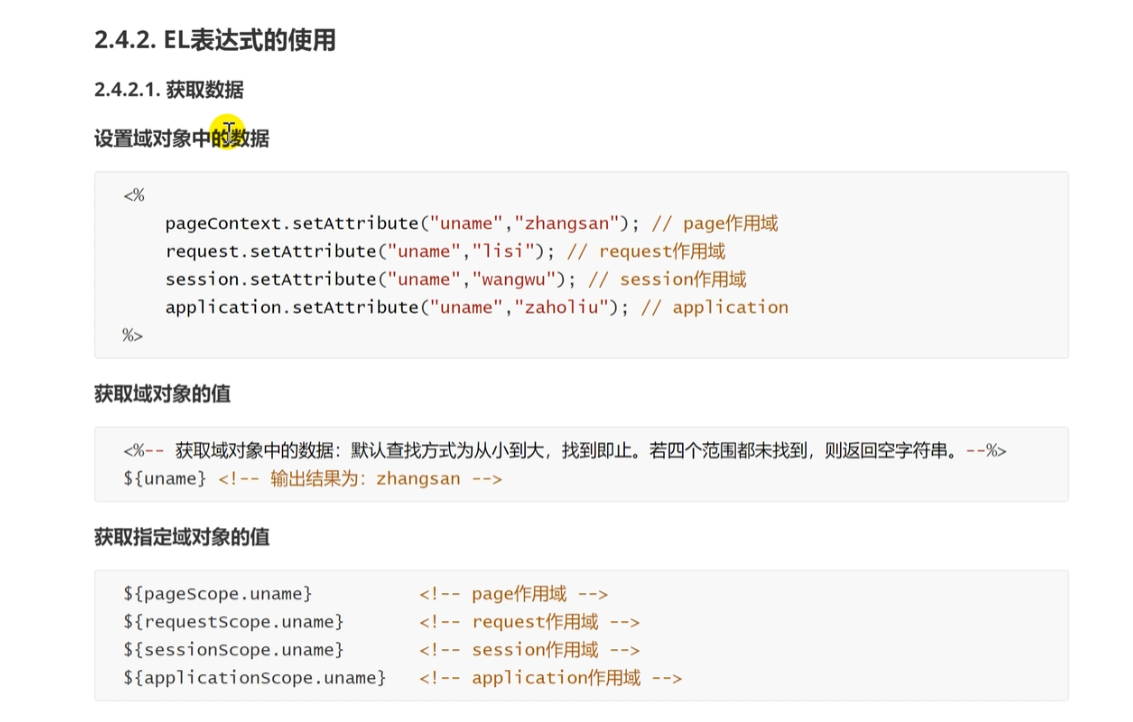 2.4.2. EL表达式的使用
2.4.2.1. 获取数据
设置域对象中的数据
<%
pageContext.setAttribute("uname","zhangsan"); // page作用域
request.setAttribute("uname","lisi"); // request作用域
session.setAttribute("uname","wangwu"); // session作用域
application.setAttribute("uname","zaholiu"); // application
%>
获取域对象的值
<%-- 获取域对象中的数据：默认查找方式为从小到大，找到即止。若四个范围都未找到，则返回空字符串。--%>
${uname} <!-- 输出结果为：zhangsan -->
获取指定域对象的值
${pageScope.uname} <!-- page作用域 -->
${requestScope.uname} <!-- request作用域 -->
${sessionScope.uname} <!-- session作用域 -->
${applicationScope.uname} <!-- application作用域 -->